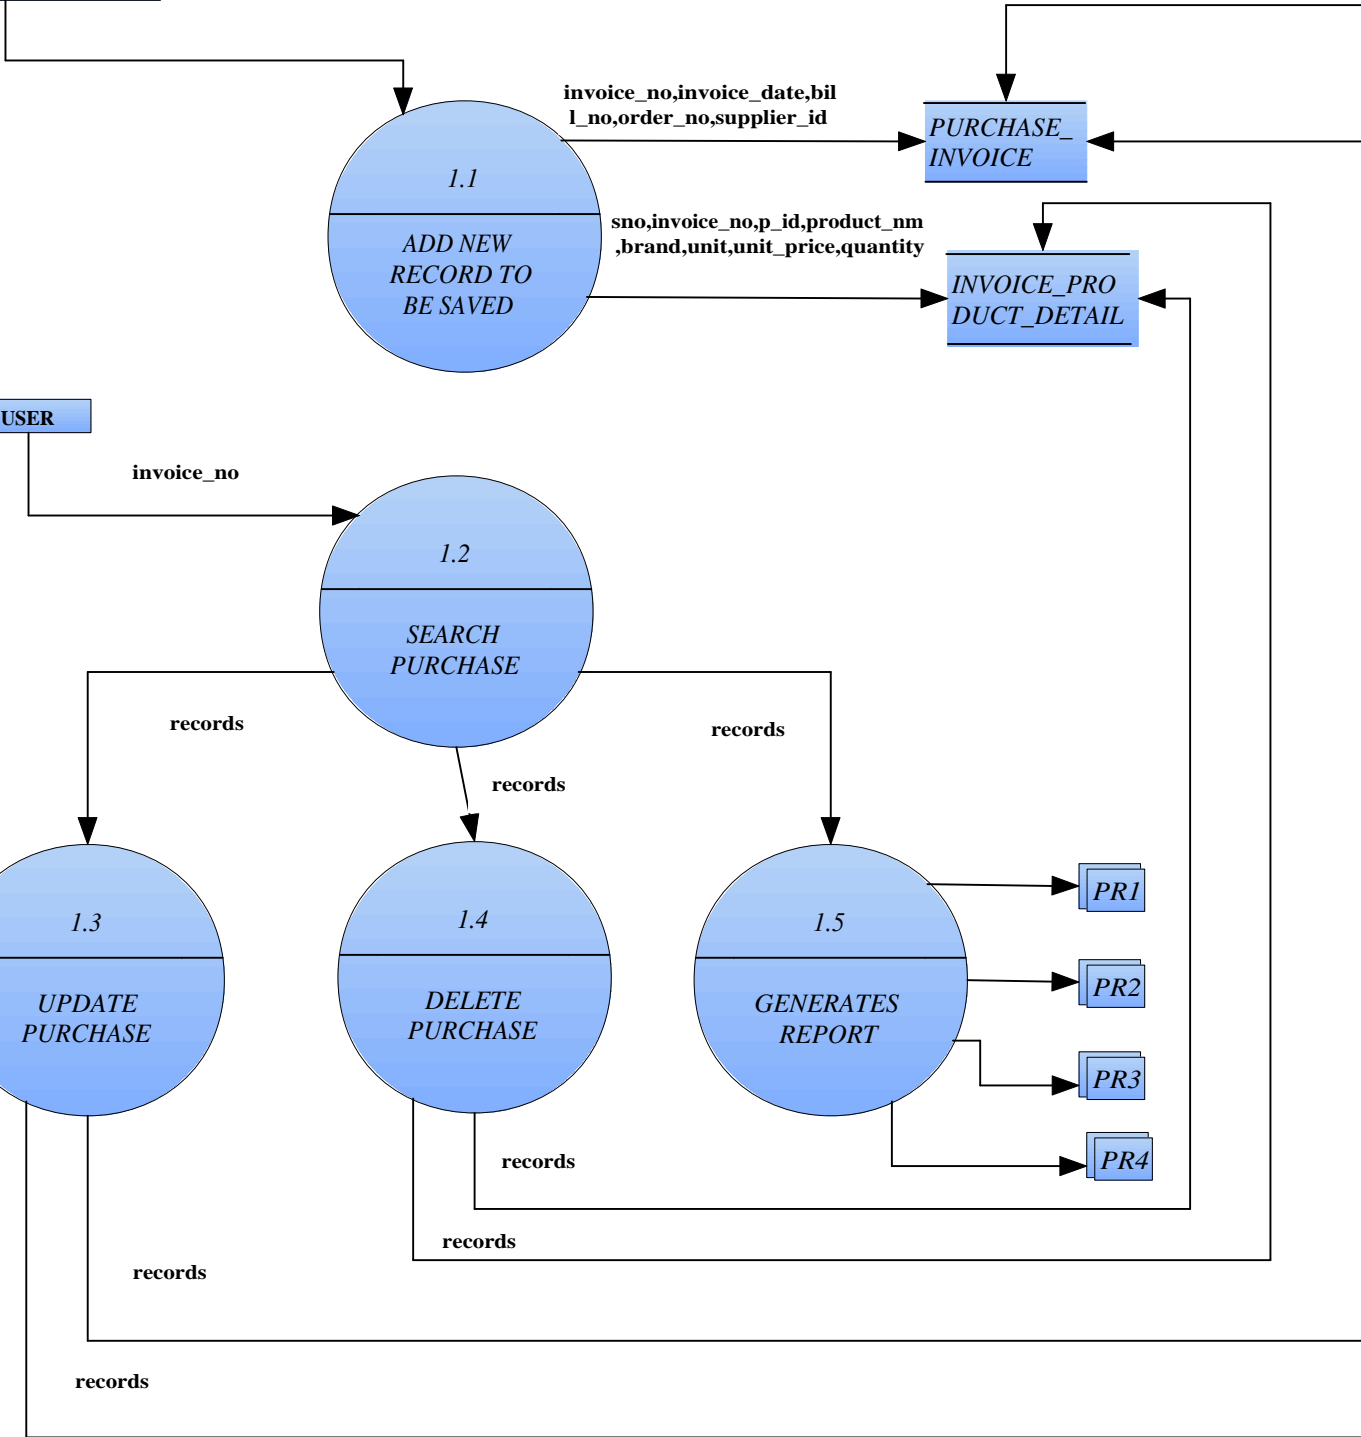 invoice_no,invoice_date,bil
l_no,order_no,supplier_id
PURCHASE_
INVOICE
1.1
ADD NEW
RECORD TO
BE SAVED
sno,invoice_no,p_id,product_nm
,brand,unit,unit_price,quantity
INVOICE_PRO
DUCT_DETAIL
USER
invoice_no
1.2
SEARCH
PURCHASE
records
records
records
1.3
UPDATE
PURCHASE
1.4
DELETE
PURCHASE
1.5
GENERATES
REPORT
PR1
PR2
PR3
PR4
records
records
records
records